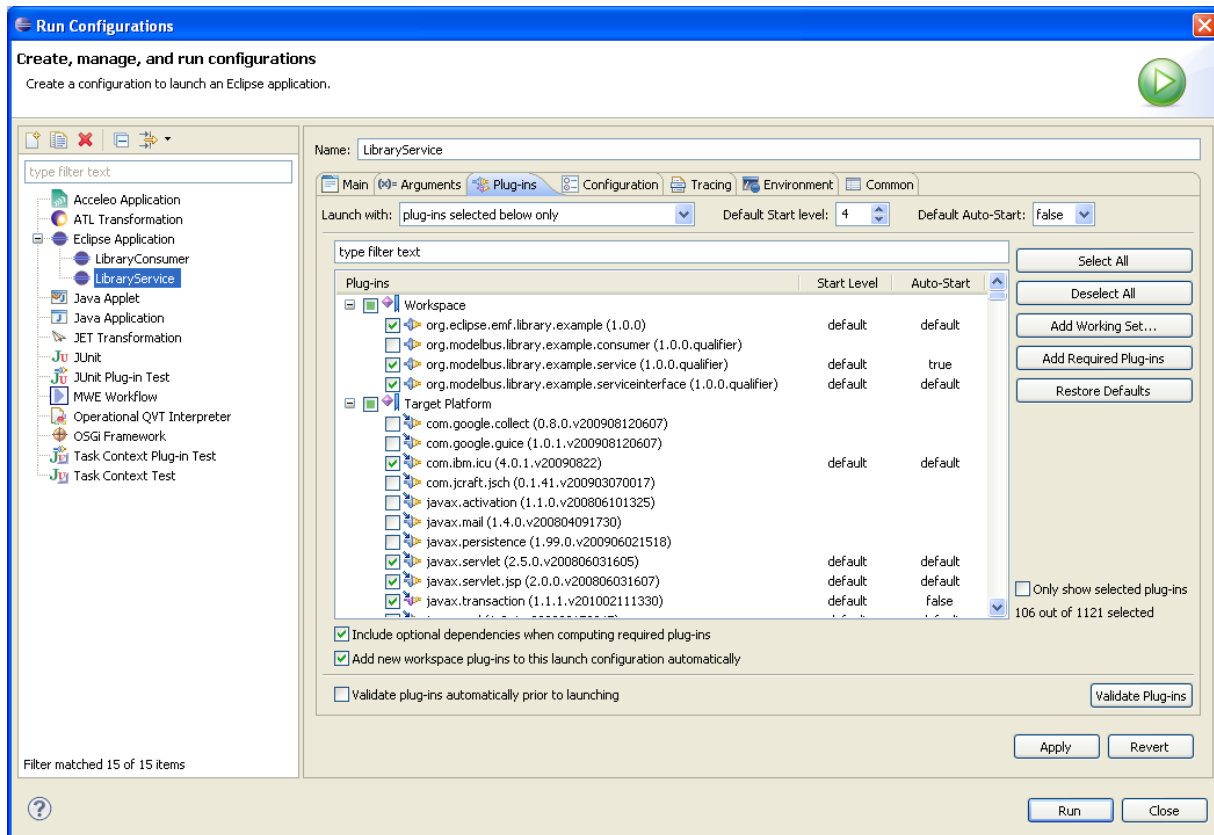 Run Configurations
Create, manage, and run configurations
Create a configuration to launch an Eclipse application.
type filter text
Acceleo Application
ATL Transformation
Eclipse Application
LibraryConsumer
LibraryService
Java Applet
Java Application
JET Transformation
JUnit
JUnit Plug-in Test
MWE Workflow
Operational QVT Interpreter
OSGi Framework
Task Context Plug-in Test
Task Context Test
Filter matched 15 of 15 items
Name: LibraryService
Main (x)= Arguments Plug-ins Configuration Tracing Environment Common
Launch with: plug-ins selected below only Default Start level: 4 Default Auto-Start: false
type filter text
Plug-ins Start Level Auto-Start
Workspace
org.eclipse.emf.library.example (1.0.0) default default
org.modelbus.library.example.consumer (1.0.0.qualifier)
org.modelbus.library.example.service (1.0.0.qualifier) default true
org.modelbus.library.example.serviceinterface (1.0.0.qualifier) default default
Target Platform
com.google.collect (0.8.0.v200908120607)
com.google.guice (1.0.1.v200908120607)
com.ibm.icu (4.0.1.v20090822) default default
com.jcraft.jsch (0.1.41.v200903070017)
javax.activation (1.1.0.v200806101325)
javax.mail (1.4.0.v200804091730)
javax.persistence (1.99.0.v200906021518)
javax.servlet (2.5.0.v200806031605) default default
javax.servlet.jsp (2.0.0.v200806031607) default default
javax.transaction (1.1.1.v201002111330) default false
Select All
Deselect All
Add Working Set...
Add Required Plug-ins
Restore Defaults
Only show selected plug-ins
106 out of 1121 selected
Include optional dependencies when computing required plug-ins
Add new workspace plug-ins to this launch configuration automatically
Validate plug-ins automatically prior to launching
Validate Plug-ins
Apply Revert
Run Close